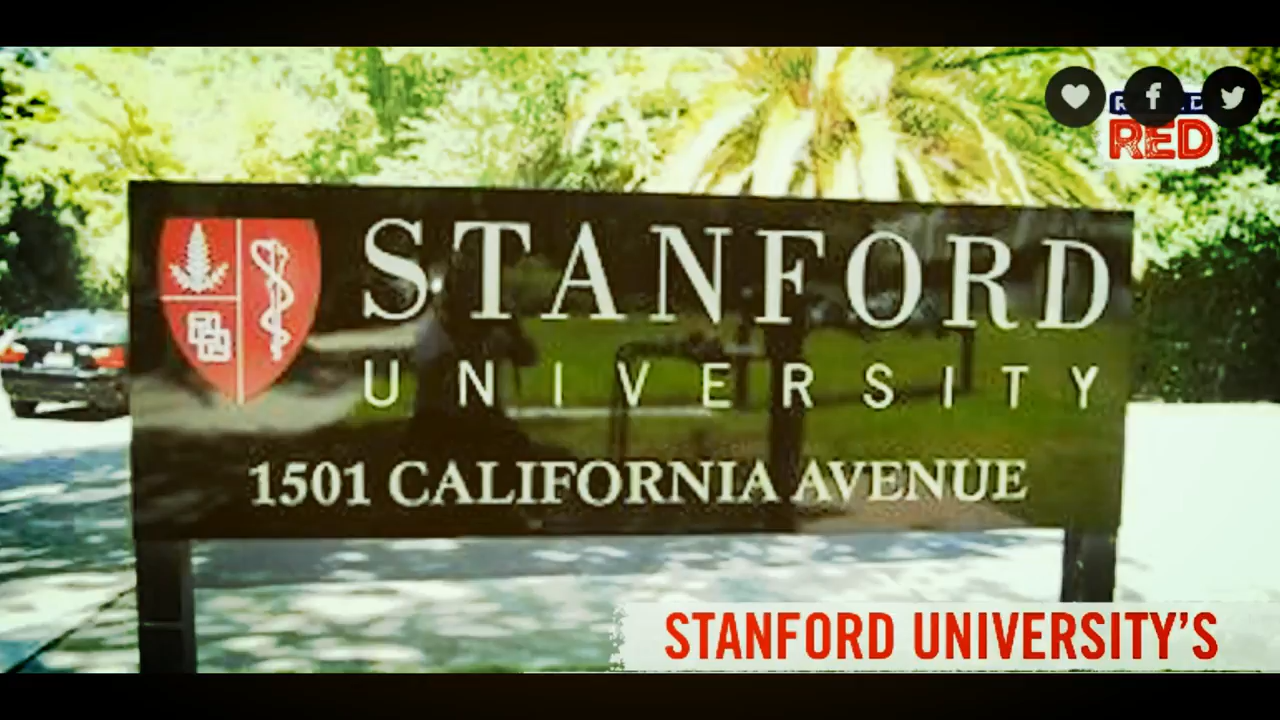 RED
STANFORD
UNIVERSITY
1501 CALIFORNIA AVENUE
STANFORD UNIVERSITY'S